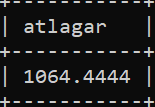 +-----------+
| atlagar   |
+-----------+
| 1064.4444 |
+-----------+